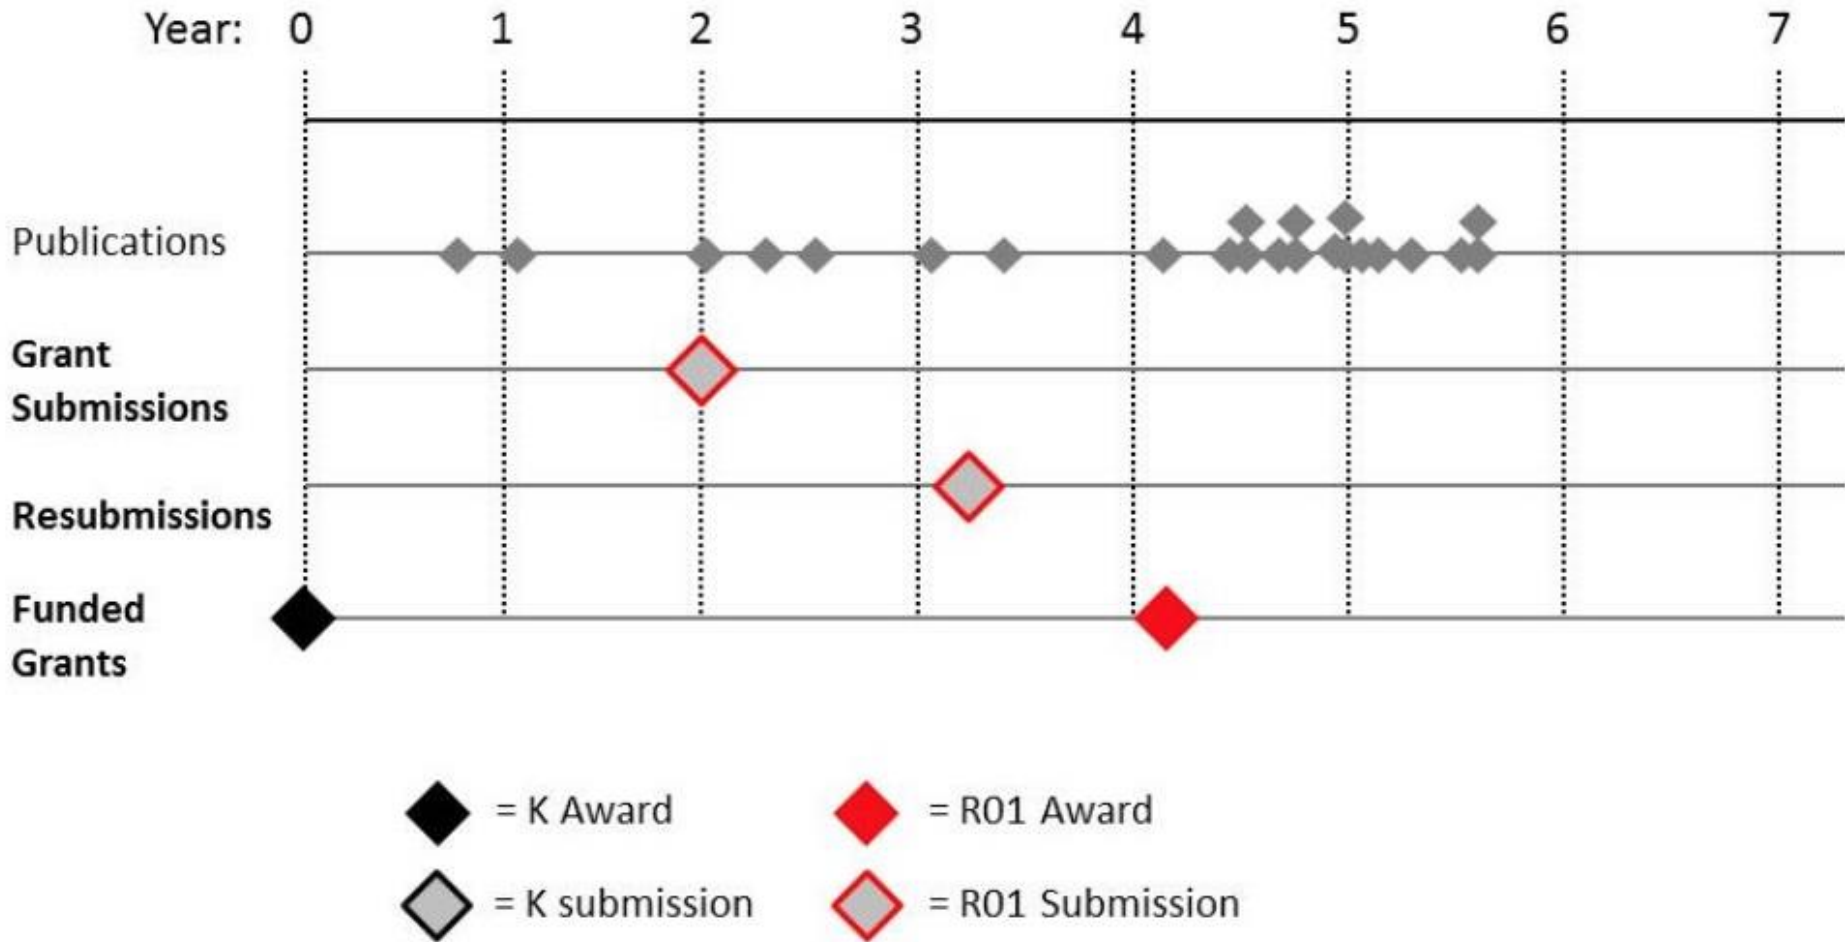 Year: 0 1 2 3 4 5 6 7
Publications
Grant
Submissions
Resubmissions
Funded
Grants
= K Award
= R01 Award
= K submission
= R01 Submission